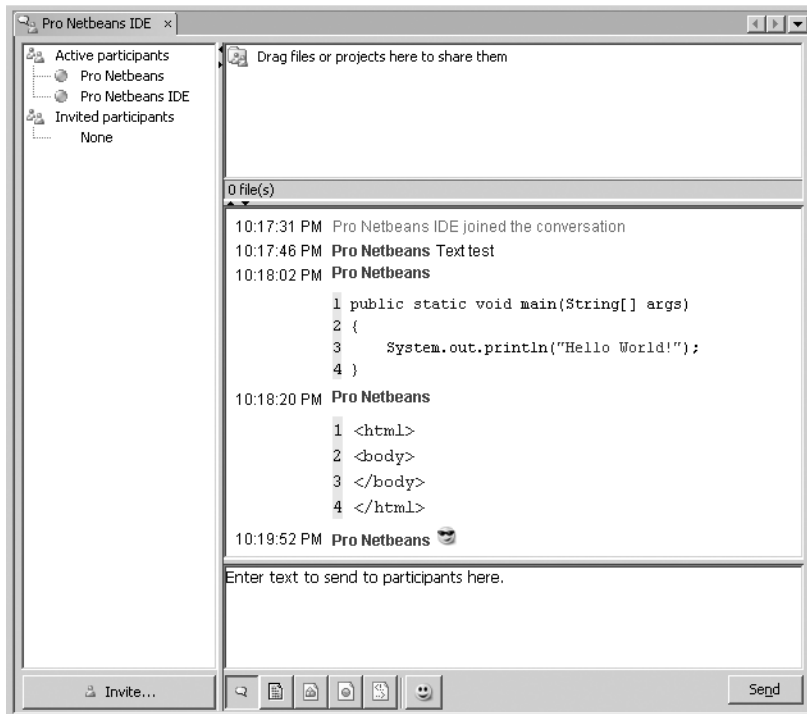 Pro Netbeans IDE
Active participants
Pro Netbeans
Pro Netbeans IDE
Invited participants
None
Invite...
Drag files or projects here to share them
0 file(s)
10:17:31 PM Pro Netbeans IDE joined the conversation
10:17:46 PM Pro Netbeans Text test
10:18:02 PM Pro Netbeans
1 public static void main(String[] args)
2 {
3     System.out.println("Hello World!");
4 }
10:18:20 PM Pro Netbeans
1 <html>
2 <body>
3 </body>
4 </html>
10:19:52 PM Pro Netbeans
Enter text to send to participants here.
Send